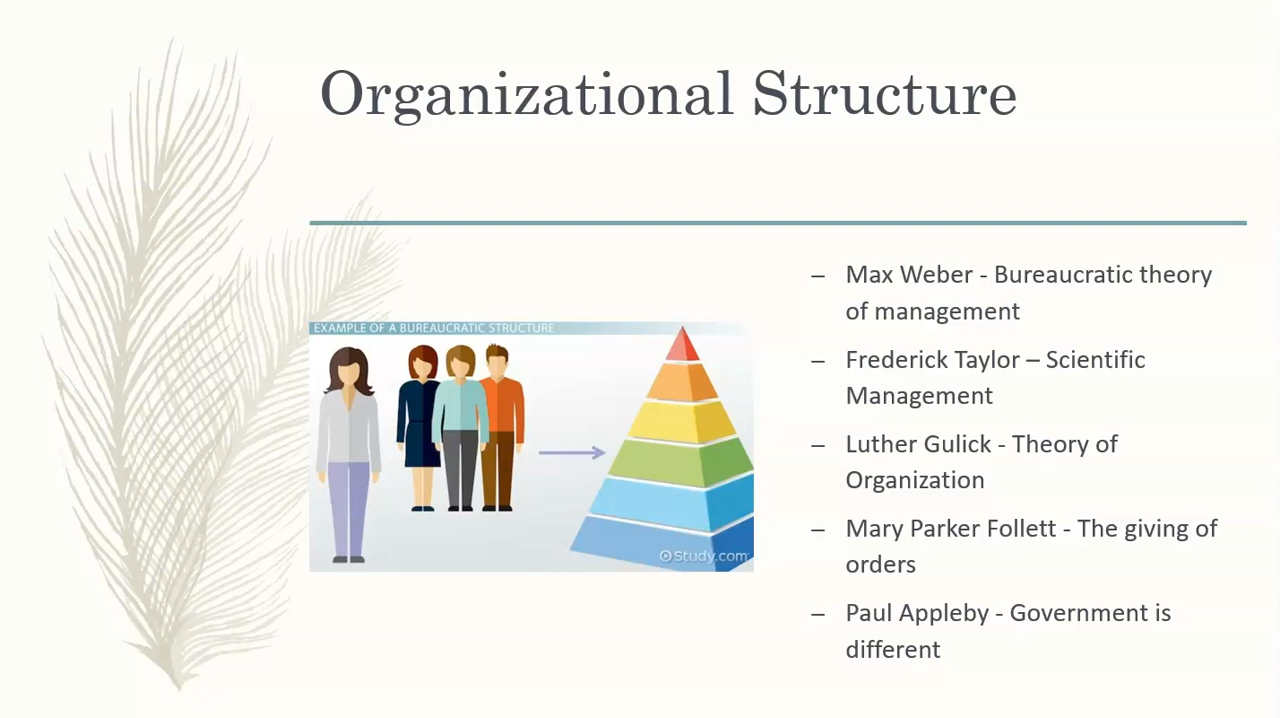 Organizational Structure
EXAMPLE OF A BUREAUCRATIC STRUCTURE
Study.com
– Max Weber - Bureaucratic theory
of management
– Frederick Taylor – Scientific
Management
– Luther Gulick - Theory of
Organization
– Mary Parker Follett - The giving of
orders
– Paul Appleby - Government is
different